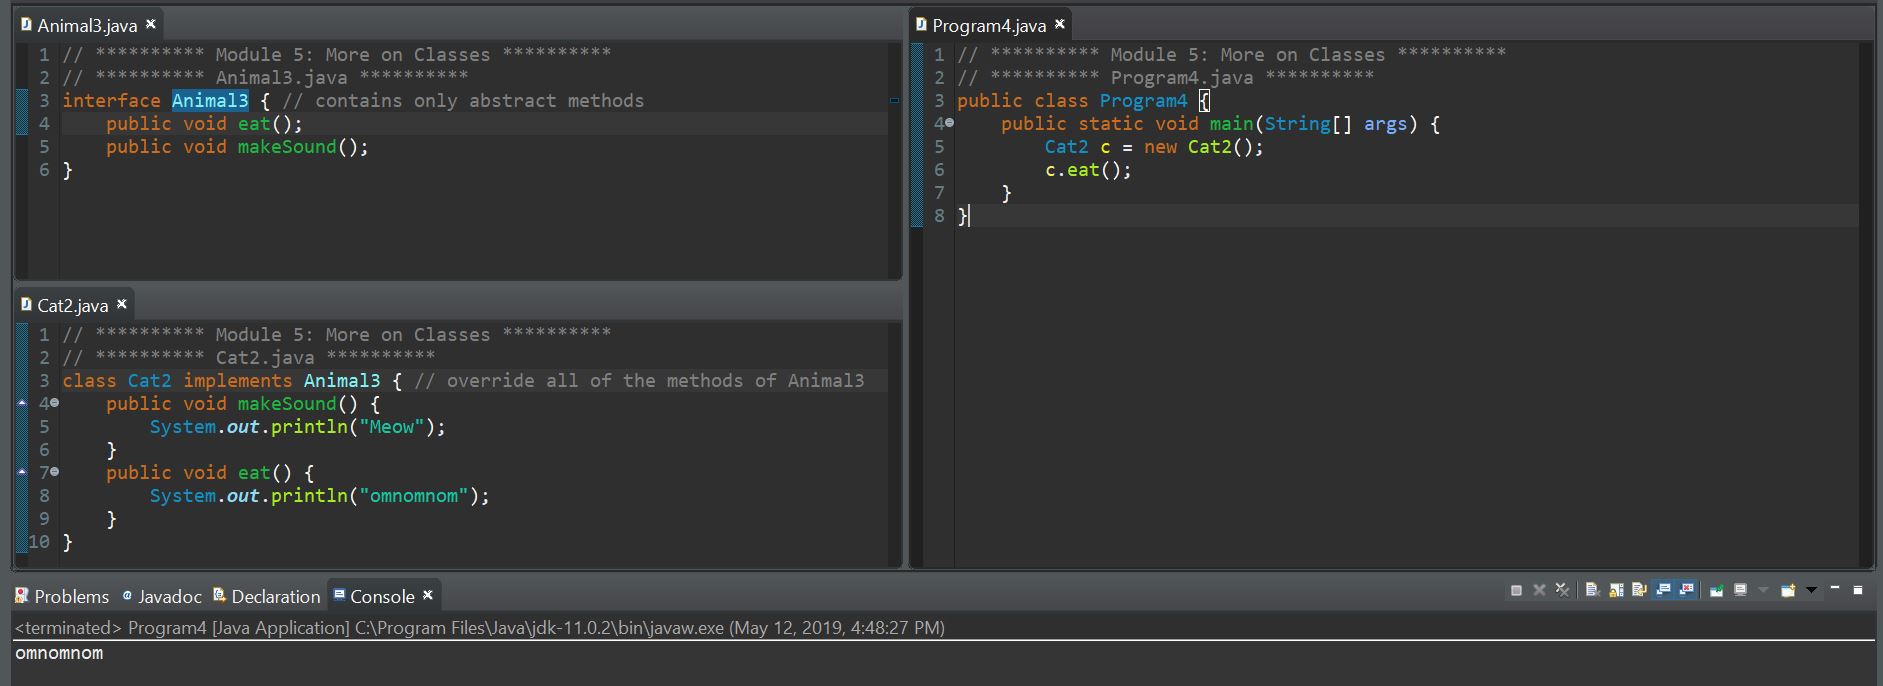 Animal3.java
1 // ********** Module 5: More on Classes **********
2 // ********** Animal3.java **********
3 interface Animal3 { // contains only abstract methods
4     public void eat();
5     public void makeSound();
6 }
Cat2.java
1 // ********** Module 5: More on Classes **********
2 // ********** Cat2.java **********
3 class Cat2 implements Animal3 { // override all of the methods of Animal3
4     public void makeSound() {
5         System.out.println("Meow");
6     }
7     public void eat() {
8         System.out.println("omnomnom");
9     }
10 }
Program4.java
1 // ********** Module 5: More on Classes **********
2 // ********** Program4.java **********
3 public class Program4 {
4     public static void main(String[] args) {
5         Cat2 c = new Cat2();
6         c.eat();
7     }
8 }
Problems @ Javadoc Declaration Console
<terminated> Program4 [Java Application] C:\Program Files\Java\jdk-11.0.2\bin\javaw.exe (May 12, 2019, 4:48:27 PM)
omnomnom